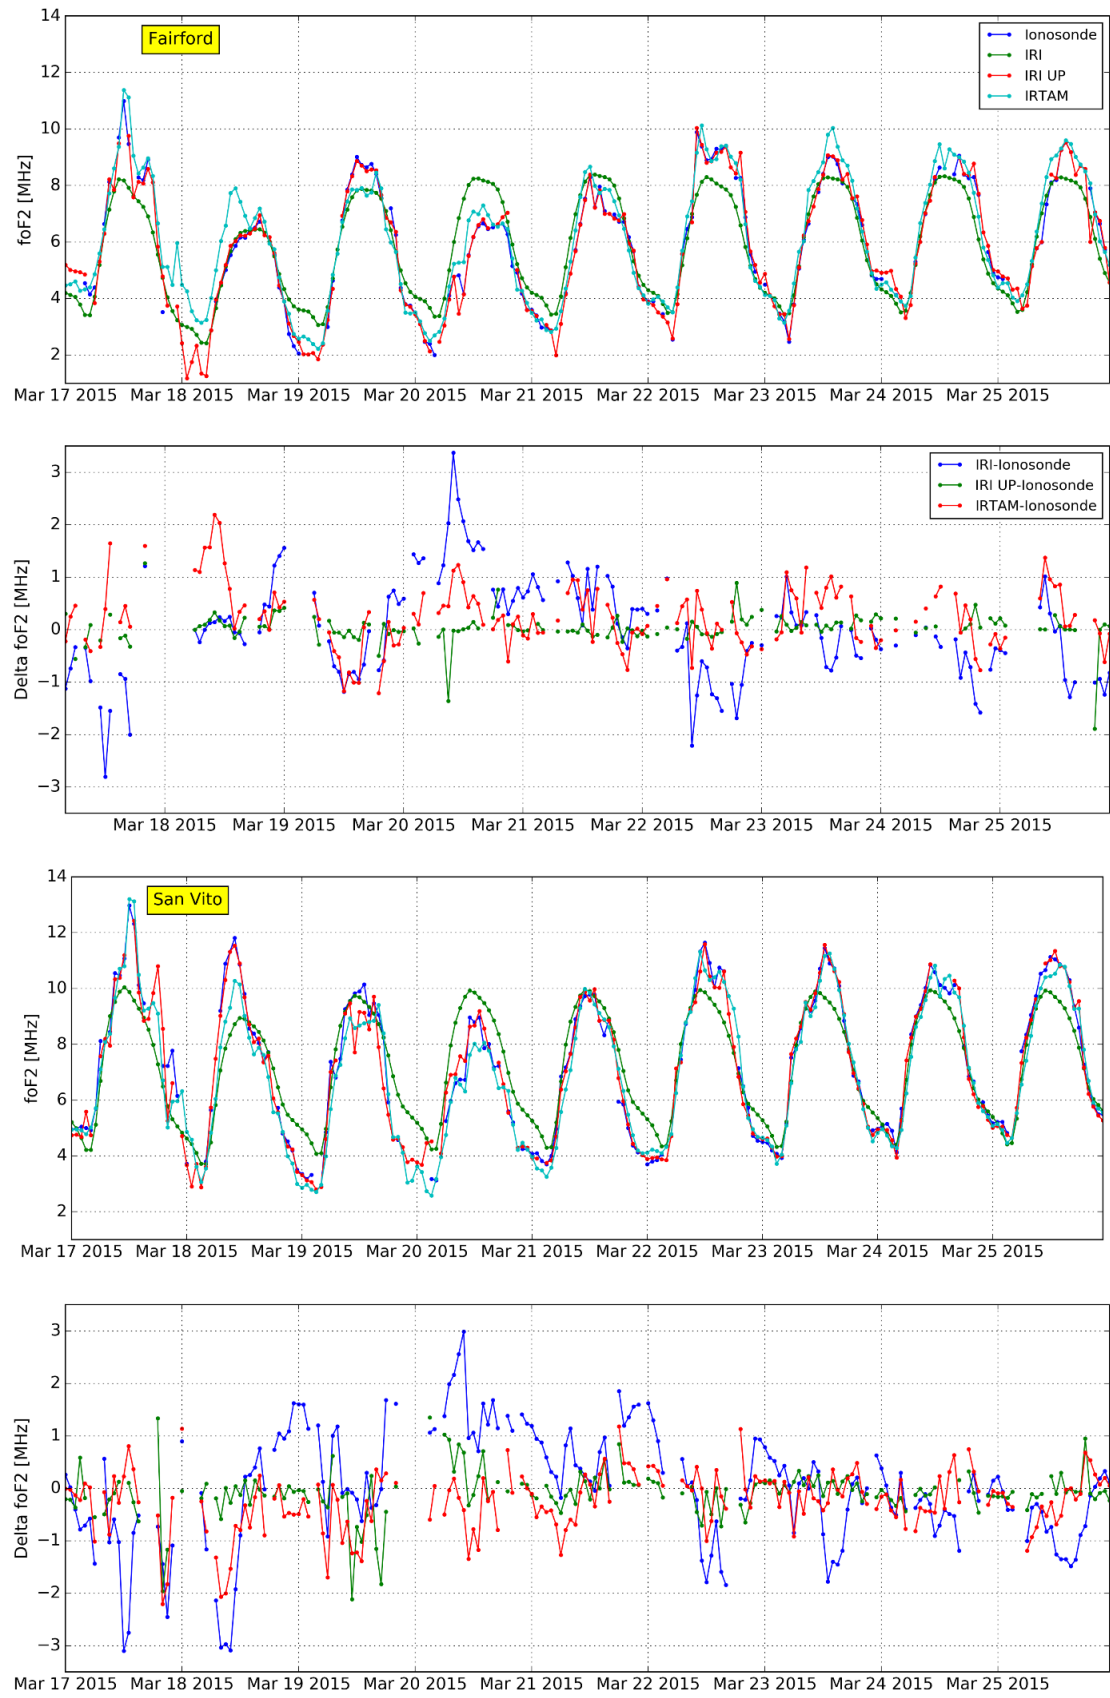 14
12
10
8
6
4
2
foF2 [MHz]
Fairford
Ionosonde
IRI
IRI UP
IRTAM
Mar 17 2015 Mar 18 2015 Mar 19 2015 Mar 20 2015 Mar 21 2015 Mar 22 2015 Mar 23 2015 Mar 24 2015 Mar 25 2015
3
2
1
0
−1
−2
−3
Delta foF2 [MHz]
IRI-Ionosonde
IRI UP-Ionosonde
IRTAM-Ionosonde
Mar 18 2015 Mar 19 2015 Mar 20 2015 Mar 21 2015 Mar 22 2015 Mar 23 2015 Mar 24 2015 Mar 25 2015
14
12
10
8
6
4
2
foF2 [MHz]
San Vito
Mar 17 2015 Mar 18 2015 Mar 19 2015 Mar 20 2015 Mar 21 2015 Mar 22 2015 Mar 23 2015 Mar 24 2015 Mar 25 2015
3
2
1
0
−1
−2
−3
Delta foF2 [MHz]
Mar 17 2015 Mar 18 2015 Mar 19 2015 Mar 20 2015 Mar 21 2015 Mar 22 2015 Mar 23 2015 Mar 24 2015 Mar 25 2015